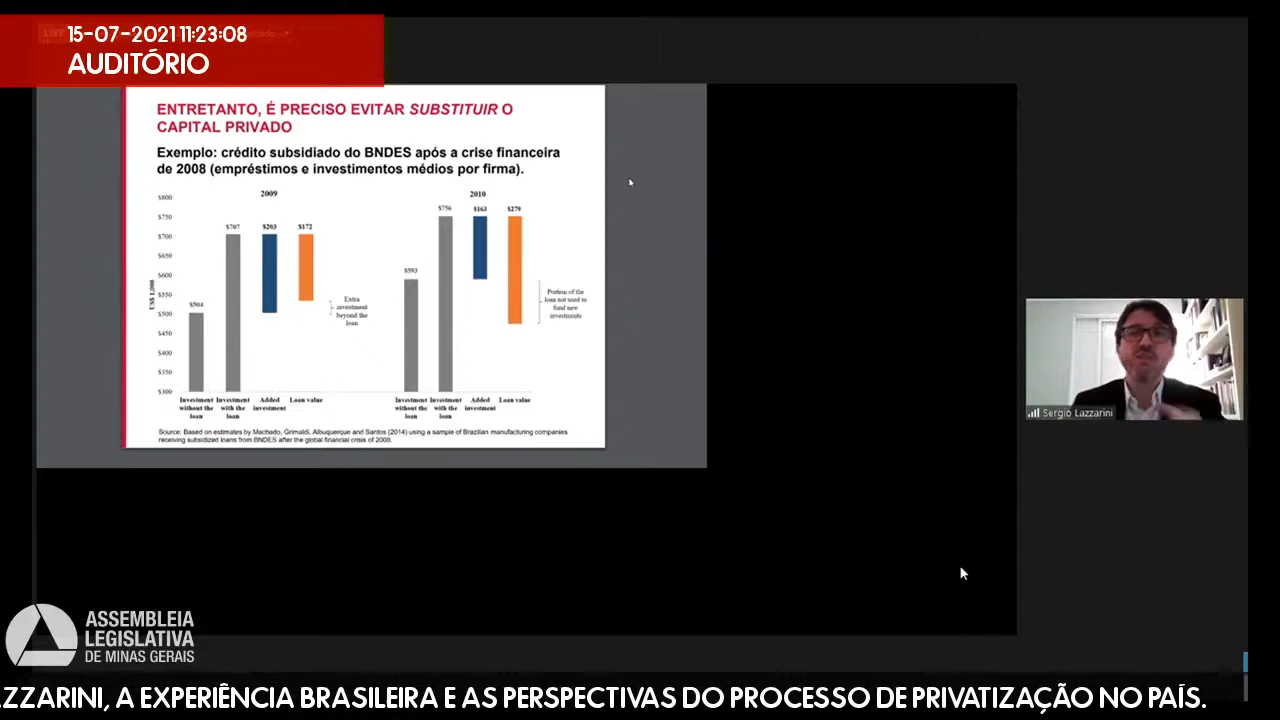 15-07-2021 11:23:08
AUDITÓRIO
ENTRETANTO, É PRECISO EVITAR SUBSTITUIR O
CAPITAL PRIVADO
Exemplo: crédito subsidiado do BNDES após a crise financeira
de 2008 (empréstimos e investimentos médios por firma).
2009
2010
$800
$750
$700
$650
$600
$550
$500
$450
$400
$350
$300
US$ 1,000
$504
$707
$203
$172
Extra
investment
beyond the
loan
$593
$756
$163
$279
Portion of the
loan not used to
fund new
investments
Investment
without the
loan
Investment
with the
loan
Added
investment
Loan value
Investment
without the
loan
Investment
with the
loan
Added
investment
Loan value
Source: Based on estimates by Machado, Grimaldi, Albuquerque and Santos (2014) using a sample of Brazilian manufacturing companies
receiving subsidized loans from BNDES after the global financial crisis of 2008.
Sergio Lazzarini
ASSEMBLEIA
LEGISLATIVA
DE MINAS GERAIS
ZZARINI, A EXPERIÊNCIA BRASILEIRA E AS PERSPECTIVAS DO PROCESSO DE PRIVATIZAÇÃO NO PAÍS.